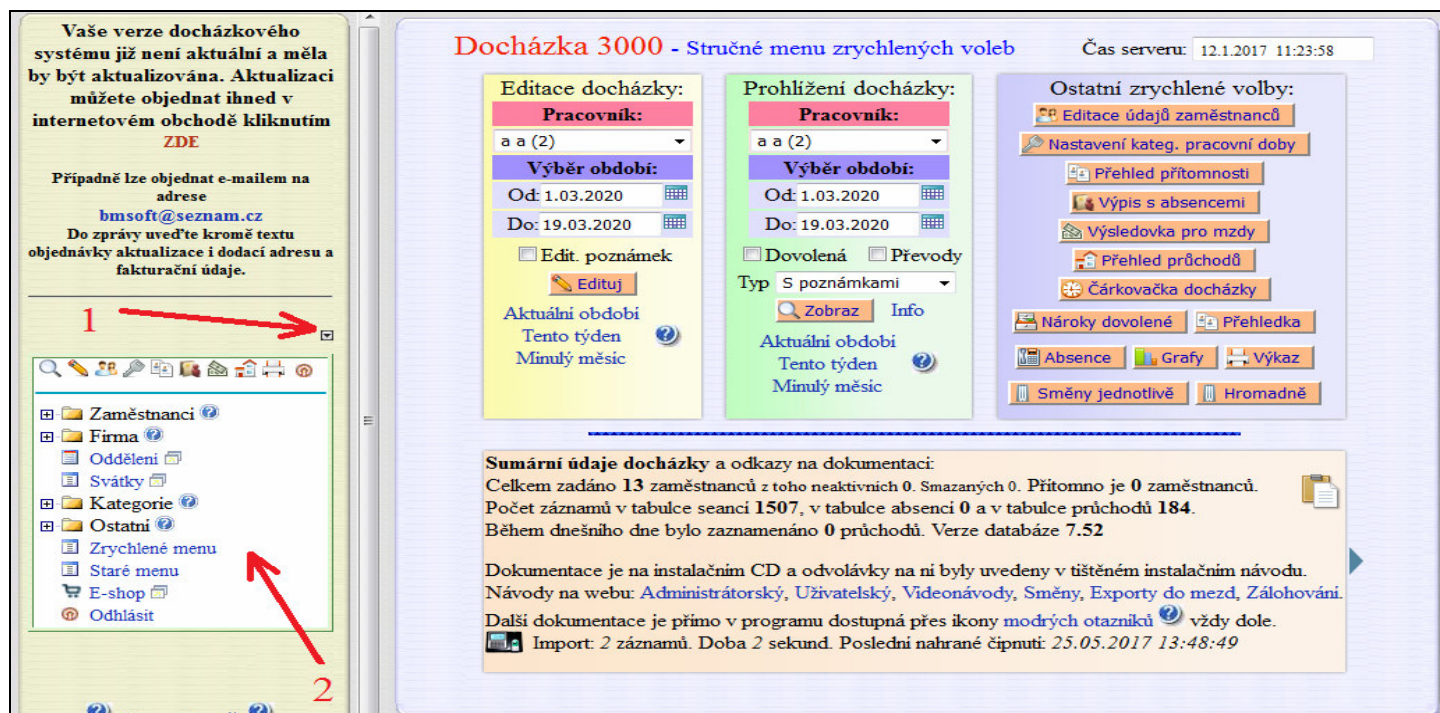 Vaše verze docházkového
systému již není aktuální a měla
by být aktualizována. Aktualizaci
můžete objednat ihned v
internetovém obchodě kliknutím
ZDE
Případně lze objednat e-mailem na
adrese
bmsoft@seznam.cz
Do zprávy uveďte kromě textu
objednávky aktualizace i dodací adresu a
fakturační údaje.
1
Zaměstnanci
Firma
Oddělení
Svátky
Kategorie
Ostatní
Zrychlené menu
Staré menu
E-shop
Odhlásit
2
Docházka 3000 - Stručné menu zrychlených voleb
Čas serveru: 12.1.2017 11:23:58
Editace docházky:
Pracovník:
a a (2)
Výběr období:
Od: 1.03.2020
Do: 19.03.2020
Edit. poznámek
Edituj
Aktuální období
Tento týden
Minulý měsíc
Prohlížení docházky:
Pracovník:
a a (2)
Výběr období:
Od: 1.03.2020
Do: 19.03.2020
Dovolená Převody
Typ S poznámkami
Zobraz Info
Aktuální období
Tento týden
Minulý měsíc
Ostatní zrychlené volby:
Editace údajů zaměstnanců
Nastavení kateg. pracovní doby
Přehled přítomnosti
Výpis s absencemi
Výsledovka pro mzdy
Přehled průchodů
Čárkovačka docházky
Nároky dovolené Přehledka
Absence Grafy Výkaz
Směny jednotlivě Hromadně
Sumární údaje docházky a odkazy na dokumentaci:
Celkem zadáno 13 zaměstnanců z toho neaktivních 0. Smazaných 0. Přítomno je 0 zaměstnanců.
Počet záznamů v tabulce seancí 1507, v tabulce absencí 0 a v tabulce průchodů 184.
Během dnešního dne bylo zaznamenáno 0 průchodů. Verze databáze 7.52
Dokumentace je na instalačním CD a odvolávky na ní byly uvedeny v tištěném instalačním návodu.
Návody na webu: Administrátorský, Uživatelský, Videonávody, Směny, Exporty do mezd, Zálohování.
Další dokumentace je přímo v programu dostupná přes ikony modrých otazníků vždy dole.
Import: 2 záznamů. Doba 2 sekund. Poslední nahrané čipnutí: 25.05.2017 13:48:49